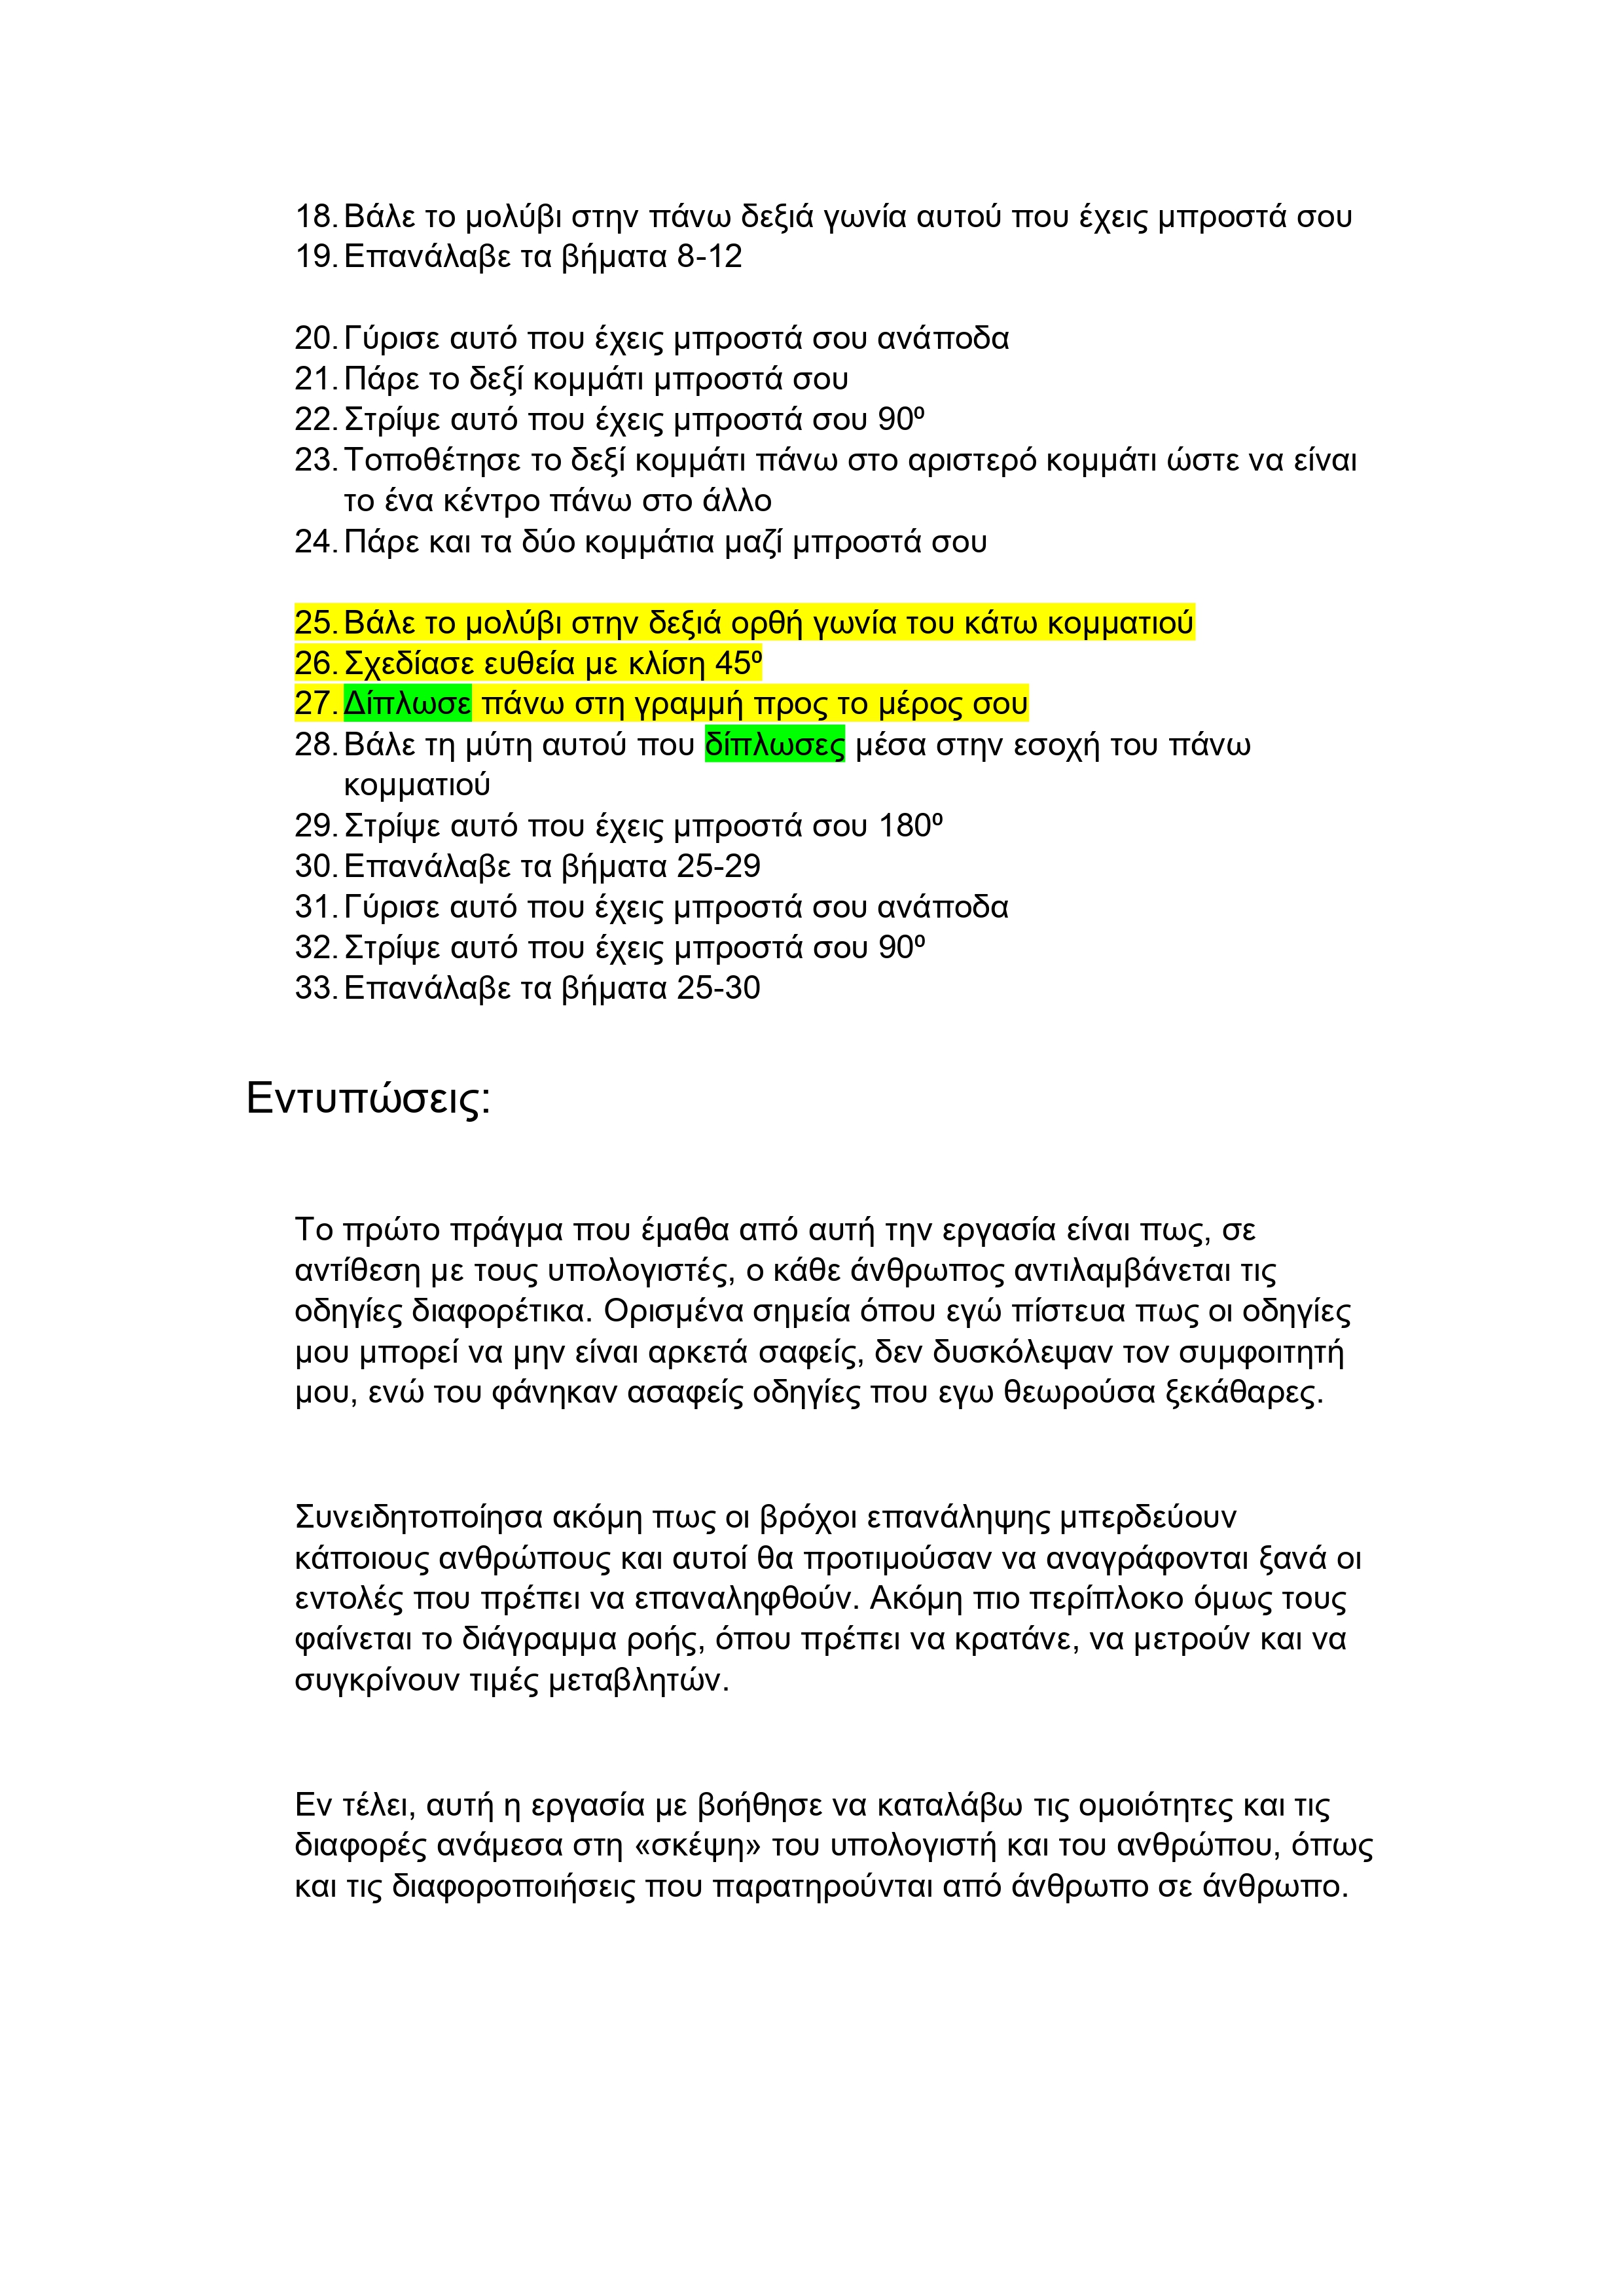 18. Βάλε το μολύβι στην πάνω δεξιά γωνία αυτού που έχεις μπροστά σου
19. Επανάλαβε τα βήματα 8-12
20. Γύρισε αυτό που έχεις μπροστά σου ανάποδα
21. Πάρε το δεξί κομμάτι μπροστά σου
22. Στρίψε αυτό που έχεις μπροστά σου 90º
23. Τοποθέτησε το δεξί κομμάτι πάνω στο αριστερό κομμάτι ώστε να είναι
το ένα κέντρο πάνω στο άλλο
24. Πάρε και τα δύο κομμάτια μαζί μπροστά σου
25. Βάλε το μολύβι στην δεξιά ορθή γωνία του κάτω κομματιού
26. Σχεδίασε ευθεία με κλίση 45º
27. Δίπλωσε πάνω στη γραμμή προς το μέρος σου
28. Βάλε τη μύτη αυτού που δίπλωσες μέσα στην εσοχή του πάνω
κομματιού
29. Στρίψε αυτό που έχεις μπροστά σου 180º
30. Επανάλαβε τα βήματα 25-29
31. Γύρισε αυτό που έχεις μπροστά σου ανάποδα
32. Στρίψε αυτό που έχεις μπροστά σου 90º
33. Επανάλαβε τα βήματα 25-30
Εντυπώσεις:
Το πρώτο πράγμα που έμαθα από αυτή την εργασία είναι πως, σε
αντίθεση με τους υπολογιστές, ο κάθε άνθρωπος αντιλαμβάνεται τις
οδηγίες διαφορέτικα. Ορισμένα σημεία όπου εγώ πίστευα πως οι οδηγίες
μου μπορεί να μην είναι αρκετά σαφείς, δεν δυσκόλεψαν τον συμφοιτητή
μου, ενώ του φάνηκαν ασαφείς οδηγίες που εγω θεωρούσα ξεκάθαρες.
Συνειδητοποίησα ακόμη πως οι βρόχοι επανάληψης μπερδεύουν
κάποιους ανθρώπους και αυτοί θα προτιμούσαν να αναγράφονται ξανά οι
εντολές που πρέπει να επαναληφθούν. Ακόμη πιο περίπλοκο όμως τους
φαίνεται το διάγραμμα ροής, όπου πρέπει να κρατάνε, να μετρούν και να
συγκρίνουν τιμές μεταβλητών.
Εν τέλει, αυτή η εργασία με βοήθησε να καταλάβω τις ομοιότητες και τις
διαφορές ανάμεσα στη «σκέψη» του υπολογιστή και του ανθρώπου, όπως
και τις διαφοροποιήσεις που παρατηρούνται από άνθρωπο σε άνθρωπο.